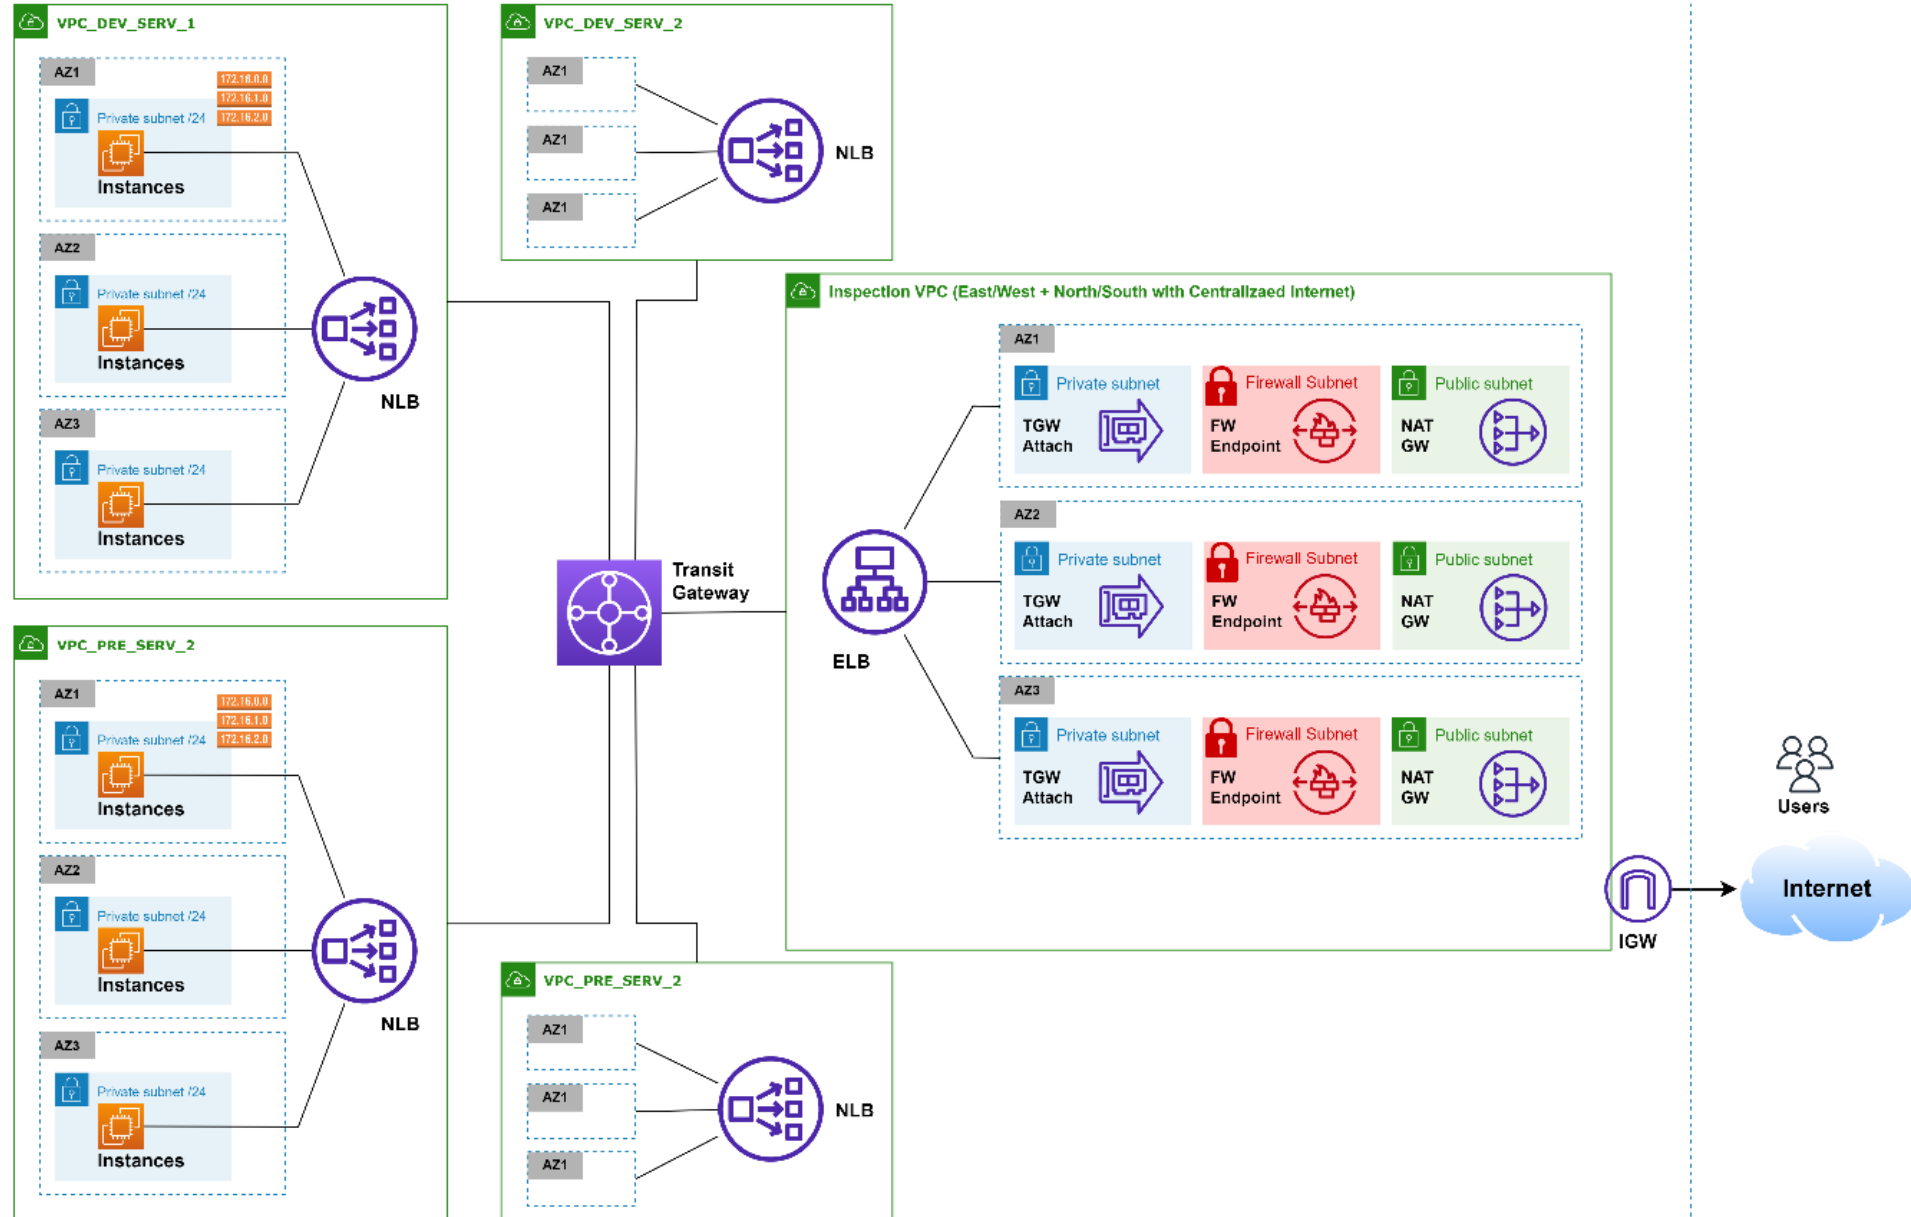 VPC_DEV_SERV_1
AZ1
172.16.0.0
172.16.1.0
172.16.2.0
Private subnet /24
Instances
AZ2
Private subnet /24
Instances
NLB
AZ3
Private subnet /24
Instances
VPC_DEV_SERV_2
AZ1
AZ1
AZ1
NLB
Transit
Gateway
Inspection VPC (East/West + North/South with Centralizaed Internet)
ELB
AZ1
Private subnet
TGW
Attach
Firewall Subnet
FW
Endpoint
Public subnet
NAT
GW
AZ2
Private subnet
TGW
Attach
Firewall Subnet
FW
Endpoint
Public subnet
NAT
GW
AZ3
Private subnet
TGW
Attach
Firewall Subnet
FW
Endpoint
Public subnet
NAT
GW
IGW
Users
Internet
VPC_PRE_SERV_2
AZ1
172.16.0.0
172.16.1.0
172.16.2.0
Private subnet /24
Instances
AZ2
Private subnet /24
Instances
NLB
AZ3
Private subnet /24
Instances
VPC_PRE_SERV_2
AZ1
AZ1
AZ1
NLB